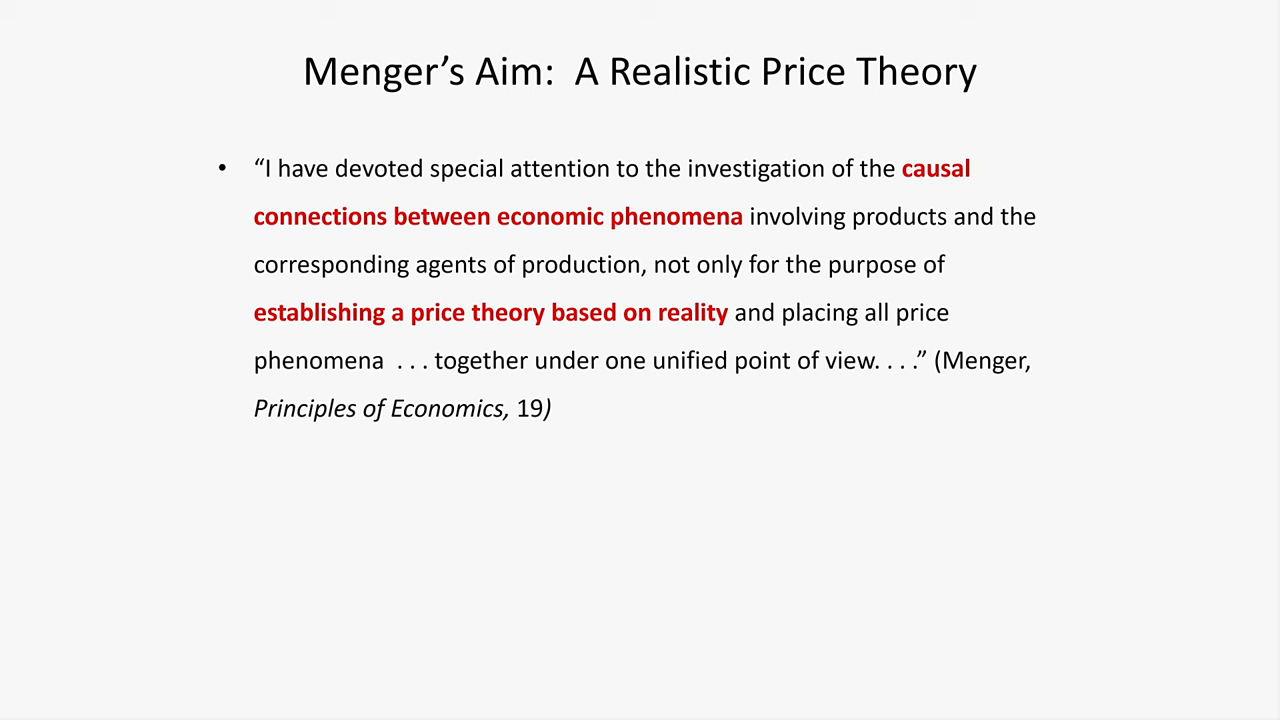 Menger’s Aim:  A Realistic Price Theory
• “I have devoted special attention to the investigation of the causal
connections between economic phenomena involving products and the
corresponding agents of production, not only for the purpose of
establishing a price theory based on reality and placing all price
phenomena  . . . together under one unified point of view. . . .” (Menger,
Principles of Economics, 19)